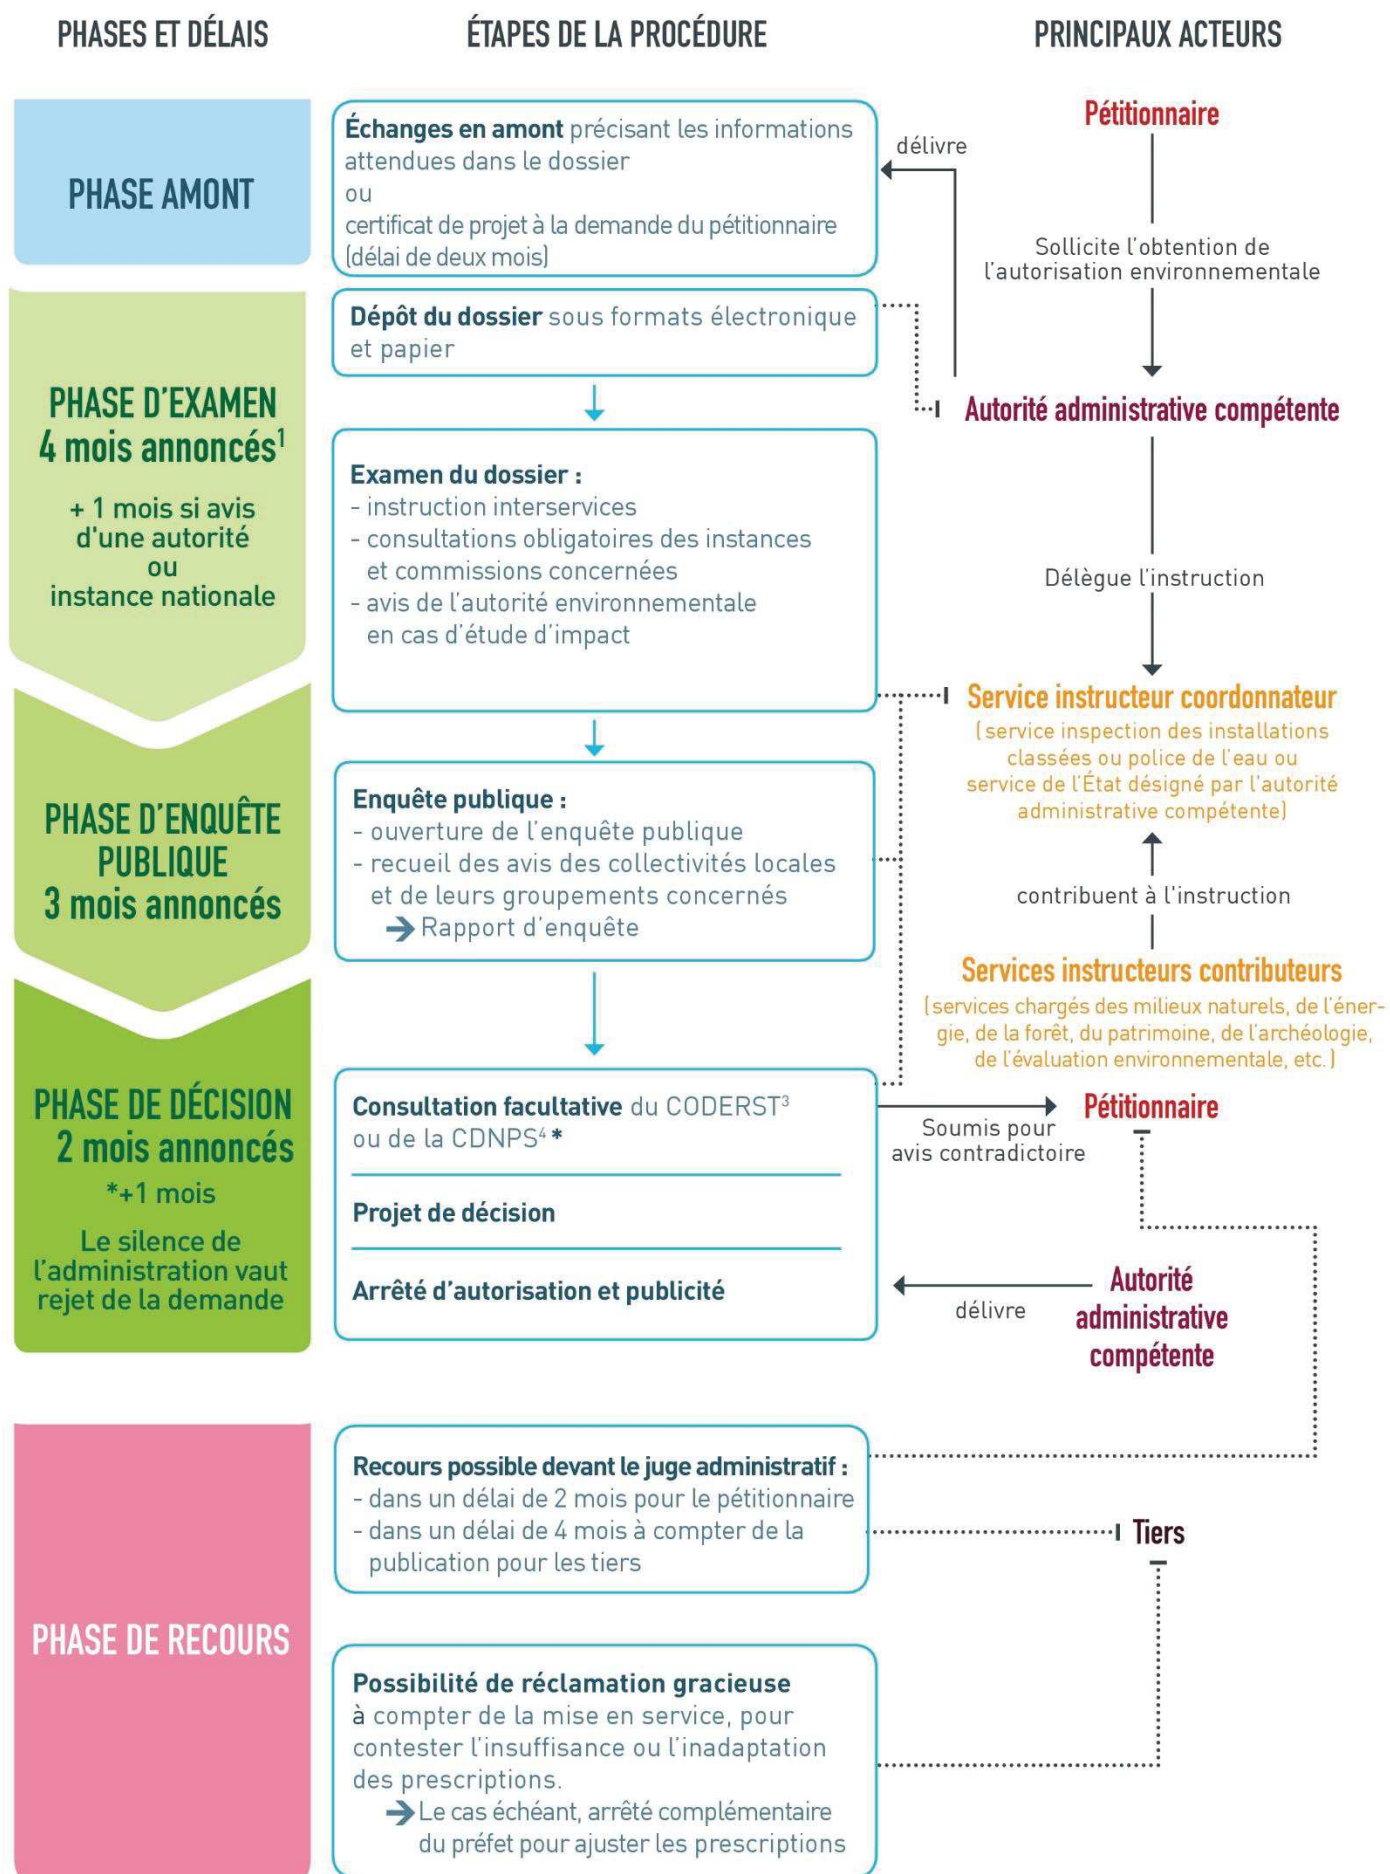 PHASES ET DÉLAIS
ÉTAPES DE LA PROCÉDURE
PRINCIPAUX ACTEURS
PHASE AMONT
Échanges en amont précisant les informations
attendues dans le dossier
ou
certificat de projet à la demande du pétitionnaire
(délai de deux mois)
délivre
Pétitionnaire
Sollicite l'obtention de
l'autorisation environnementale
PHASE D'EXAMEN
4 mois annoncés¹
+ 1 mois si avis
d'une autorité
ou
instance nationale
Dépôt du dossier sous formats électronique
et papier
Autorité administrative compétente
Examen du dossier :
- instruction interservices
- consultations obligatoires des instances
et commissions concernées
- avis de l'autorité environnementale
en cas d'étude d'impact
Délègue l'instruction
Service instructeur coordonnateur
(service inspection des installations
classées ou police de l'eau ou
service de l'État désigné par l'autorité
administrative compétente)
PHASE D'ENQUÊTE
PUBLIQUE
3 mois annoncés
Enquête publique :
- ouverture de l'enquête publique
- recueil des avis des collectivités locales
et de leurs groupements concernés
➔ Rapport d'enquête
contribuent à l'instruction
Services instructeurs contributeurs
(services chargés des milieux naturels, de l'éner-
gie, de la forêt, du patrimoine, de l'archéologie,
de l'évaluation environnementale, etc.)
PHASE DE DÉCISION
2 mois annoncés
*+1 mois
Le silence de
l'administration vaut
rejet de la demande
Consultation facultative du CODERST³
ou de la CDNPS⁴ *
Projet de décision
Arrêté d'autorisation et publicité
Soumis pour
avis contradictoire
Pétitionnaire
délivre
Autorité
administrative
compétente
PHASE DE RECOURS
Recours possible devant le juge administratif :
- dans un délai de 2 mois pour le pétitionnaire
- dans un délai de 4 mois à compter de la
publication pour les tiers
Tiers
Possibilité de réclamation gracieuse
à compter de la mise en service, pour
contester l'insuffisance ou l'inadaptation
des prescriptions.
➔ Le cas échéant, arrêté complémentaire
du préfet pour ajuster les prescriptions